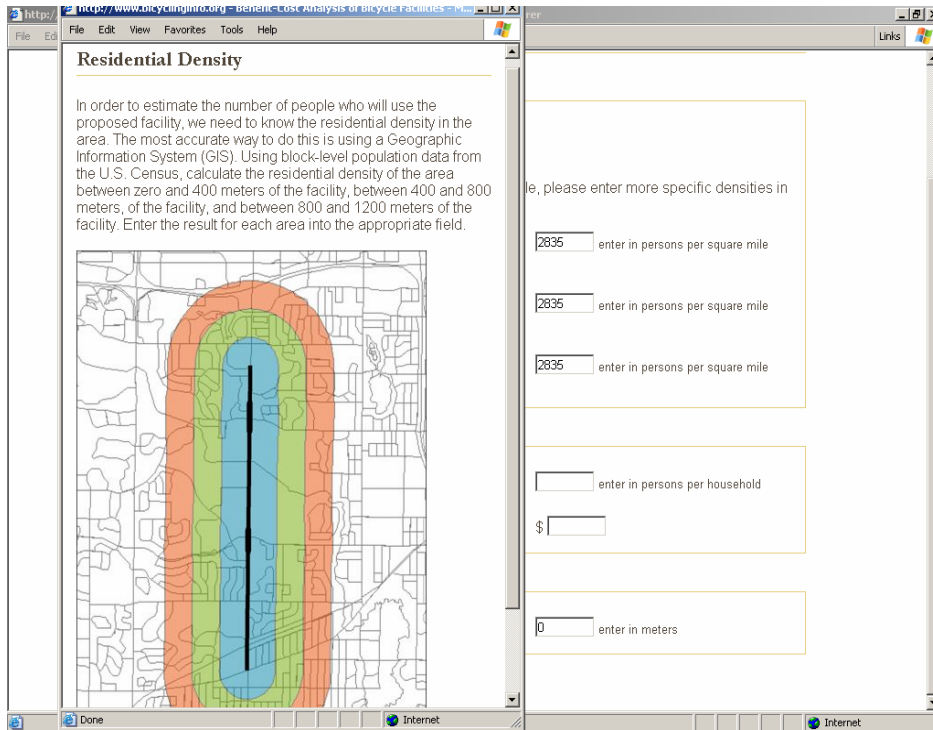 http://www.bicyclinginfo.org - Benefit-Cost Analysis of Bicycle Facilities - M...
File Edit View Favorites Tools Help
Residential Density
In order to estimate the number of people who will use the
proposed facility, we need to know the residential density in the
area. The most accurate way to do this is using a Geographic
Information System (GIS). Using block-level population data from
the U.S. Census, calculate the residential density of the area
between zero and 400 meters of the facility, between 400 and 800
meters, of the facility, and between 800 and 1200 meters of the
facility. Enter the result for each area into the appropriate field.
Done
Internet
http:/
rer
File Ed
Links
le, please enter more specific densities in
2835 enter in persons per square mile
2835 enter in persons per square mile
2835 enter in persons per square mile
enter in persons per household
$
0 enter in meters
Internet